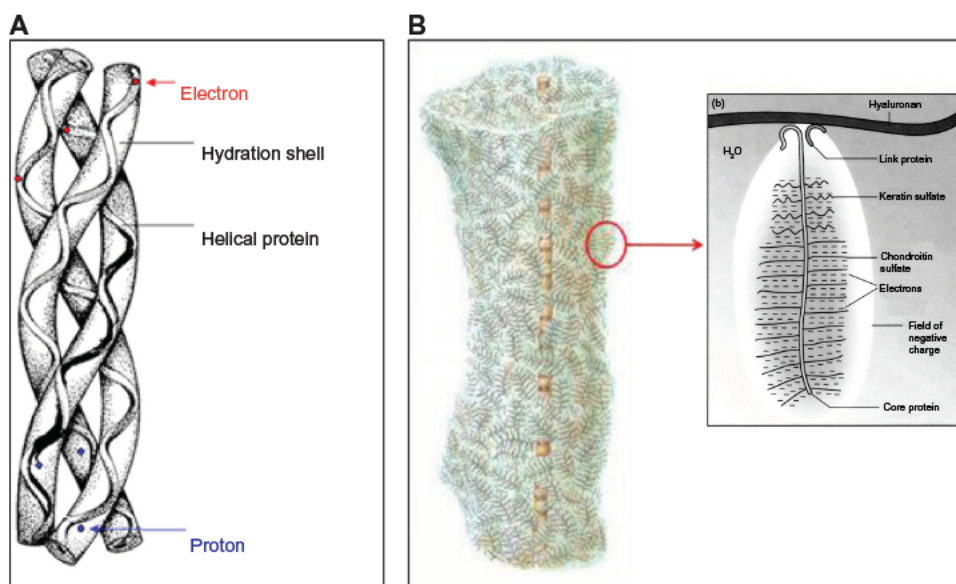 A
Electron
Hydration shell
Helical protein
Proton
B
(b)
Hyaluronan
H2O
Link protein
Keratin sulfate
Chondroitin
sulfate
Electrons
Field of
negative
charge
Core protein